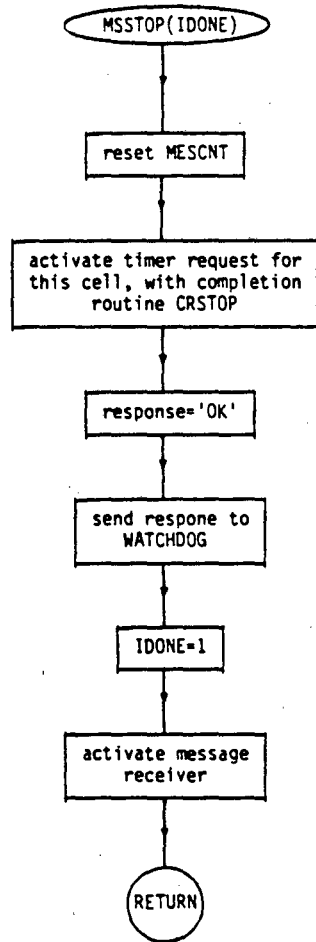 MSSTOP(IDONE)
reset MESCNT
activate timer request for
this cell, with completion
routine CRSTOP
response='OK'
send respone to
WATCHDOG
IDONE=1
activate message
receiver
RETURN